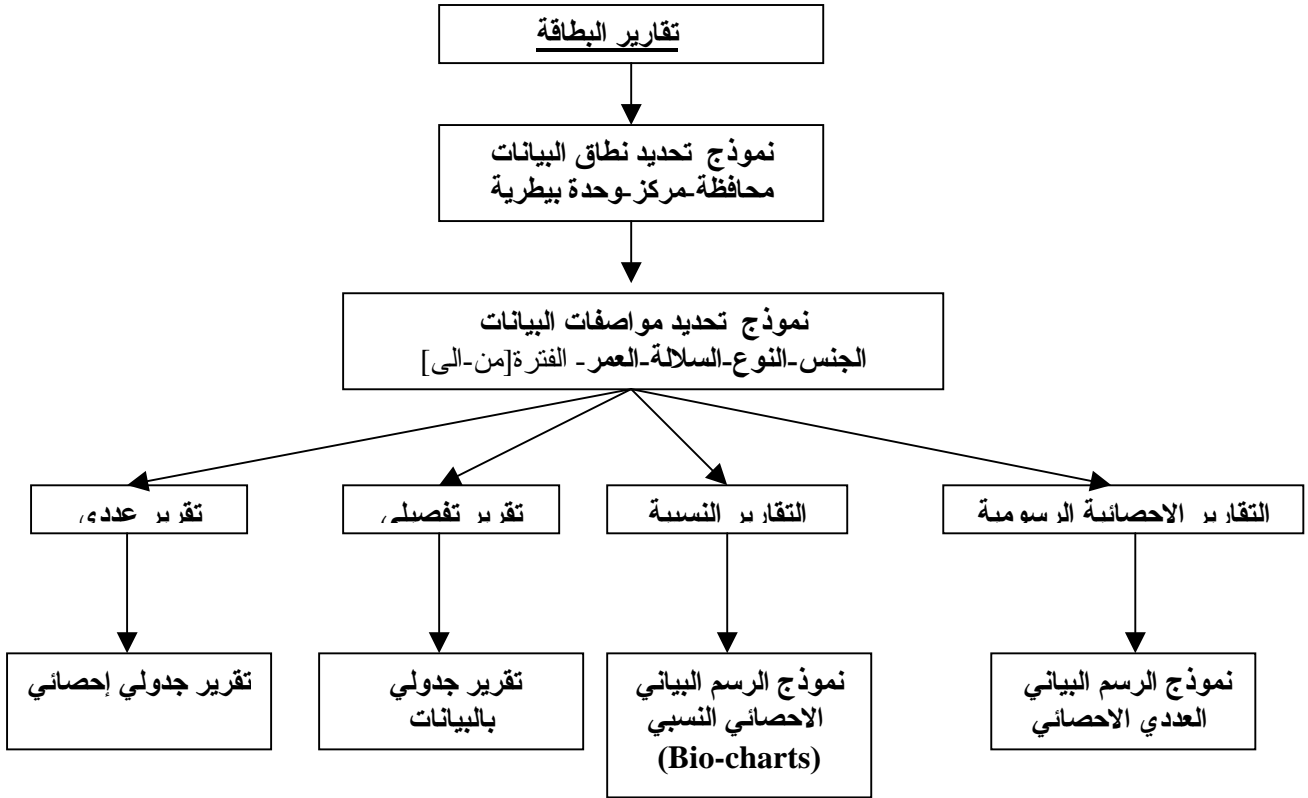 تقارير البطاقة
نموذج تحديد نطاق البيانات
محافظة-مركز-وحدة بيطرية
نموذج تحديد مواصفات البيانات
الجنس-النوع-السلالة-العمر- الفترة[من-الى]
التقارير الاحصائية الرسومية
التقارير النسبية
تقرير تفصيلي
تقرير عددي
نموذج الرسم البياني
العددي الاحصائي
نموذج الرسم البياني
الاحصائي النسبي
(Bio-charts)
تقرير جدولي
بالبيانات
تقرير جدولي إحصائي